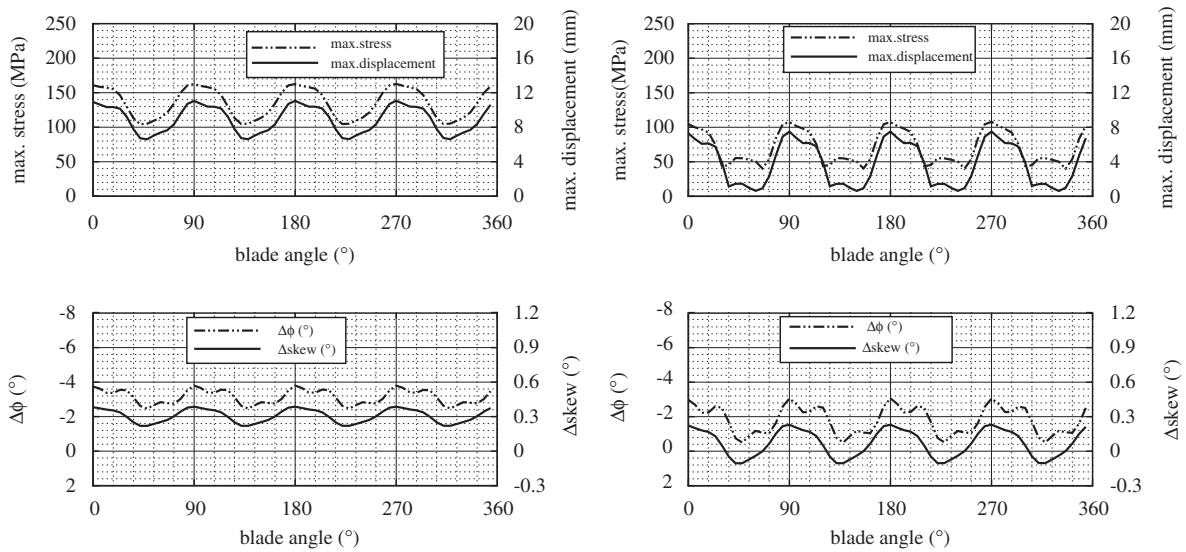 250
200
150
100
50
0
max. stress (MPa)
20
16
12
8
4
0
max. displacement (mm)
max.stress
max.displacement
0 90 180 270 360
blade angle (°)
250
200
150
100
50
0
max. stress(MPa)
20
16
12
8
4
0
max. displacement (mm)
max.stress
max.displacement
0 90 180 270 360
blade angle (°)
-8
-6
-4
-2
0
2
Δϕ (°)
1.2
0.9
0.6
0.3
0
-0.3
Δskew (°)
Δϕ (°)
Δskew (°)
0 90 180 270 360
blade angle (°)
-8
-6
-4
-2
0
2
Δϕ (°)
1.2
0.9
0.6
0.3
0
-0.3
Δskew (°)
Δϕ (°)
Δskew (°)
0 90 180 270 360
blade angle (°)